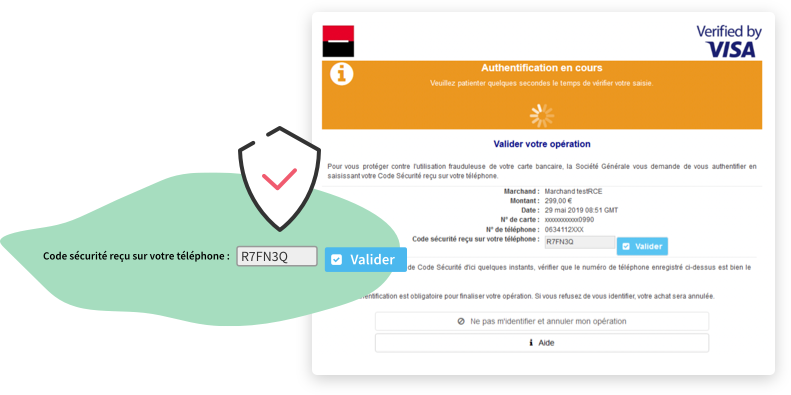 Verified by
VISA
Authentification en cours
Veuillez patienter quelques secondes le temps de vérifier votre saisie.
Valider votre opération
Pour vous protéger contre l'utilisation frauduleuse de votre carte bancaire, la Société Générale vous demande de vous authentifier en
saisissant votre Code Sécurité reçu sur votre téléphone.
Marchand : Marchand testRCE
Montant : 299,00 €
Date : 29 mai 2019 08:51 GMT
N° de carte : xxxxxxxxxxxx0990
N° de téléphone : 0634112XXX
Code sécurité reçu sur votre téléphone : R7FN3Q Valider
Code sécurité reçu sur votre téléphone : R7FN3Q Valider
de Code Sécurité d'ici quelques instants, vérifier que le numéro de téléphone enregistré ci-dessus est bien le
entification est obligatoire pour finaliser votre opération. Si vous refusez de vous identifier, votre achat sera annulée.
Ne pas m'identifier et annuler mon opération
Aide